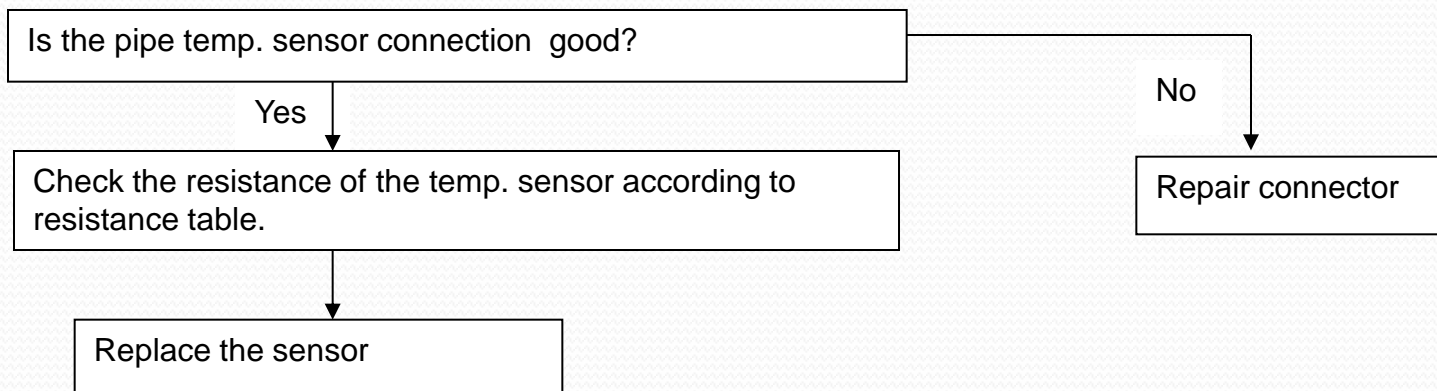 Is the pipe temp. sensor connection  good?
No
Yes
Check the resistance of the temp. sensor according to
resistance table.
Repair connector
Replace the sensor